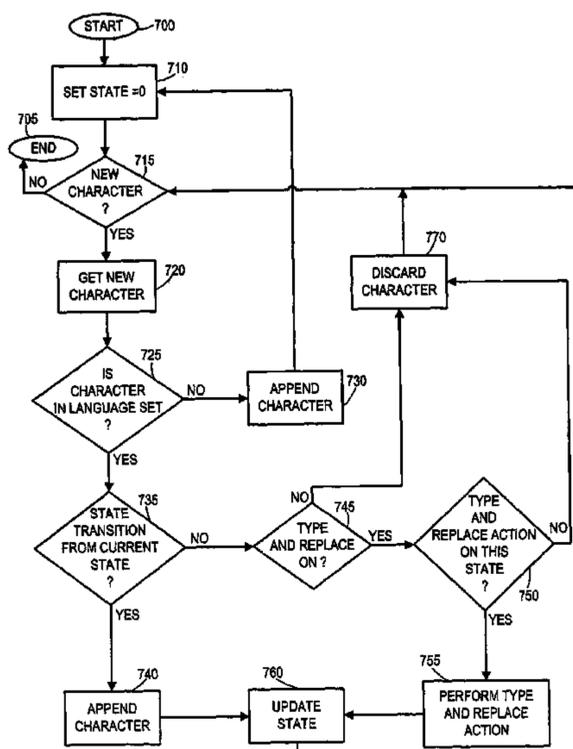 START
700
710
SET STATE =0
705
END
715
NEW
CHARACTER
?
NO
YES
GET NEW
CHARACTER
720
770
DISCARD
CHARACTER
725
IS
CHARACTER
IN LANGUAGE SET
?
NO
APPEND
CHARACTER
730
YES
735
STATE
TRANSITION
FROM CURRENT
STATE
?
NO
NO
745
TYPE
AND REPLACE
ON ?
YES
TYPE
AND
REPLACE ACTION
ON THIS
STATE
?
NO
750
YES
YES
740
APPEND
CHARACTER
760
UPDATE
STATE
755
PERFORM TYPE
AND REPLACE
ACTION